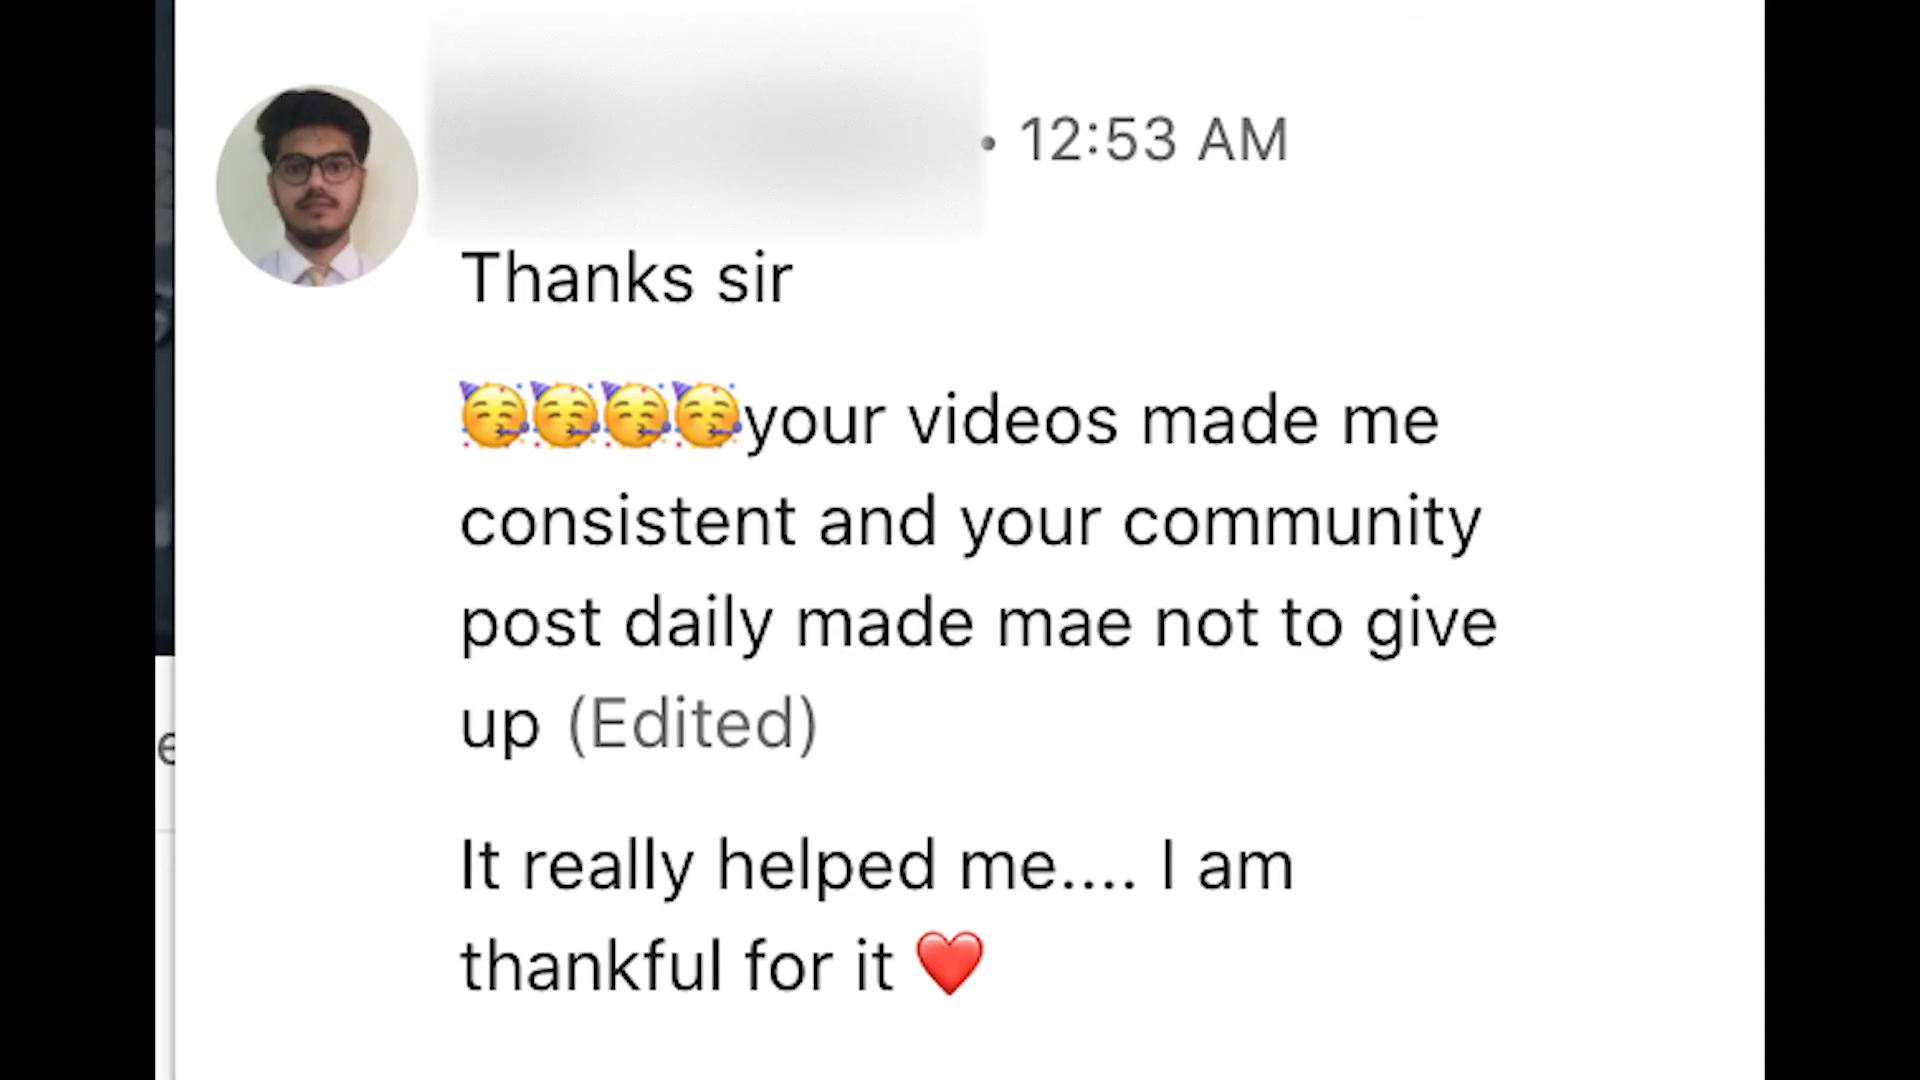 • 12:53 AM
Thanks sir
🥳🥳🥳🥳your videos made me
consistent and your community
post daily made mae not to give
up (Edited)
It really helped me.... I am
thankful for it ❤️